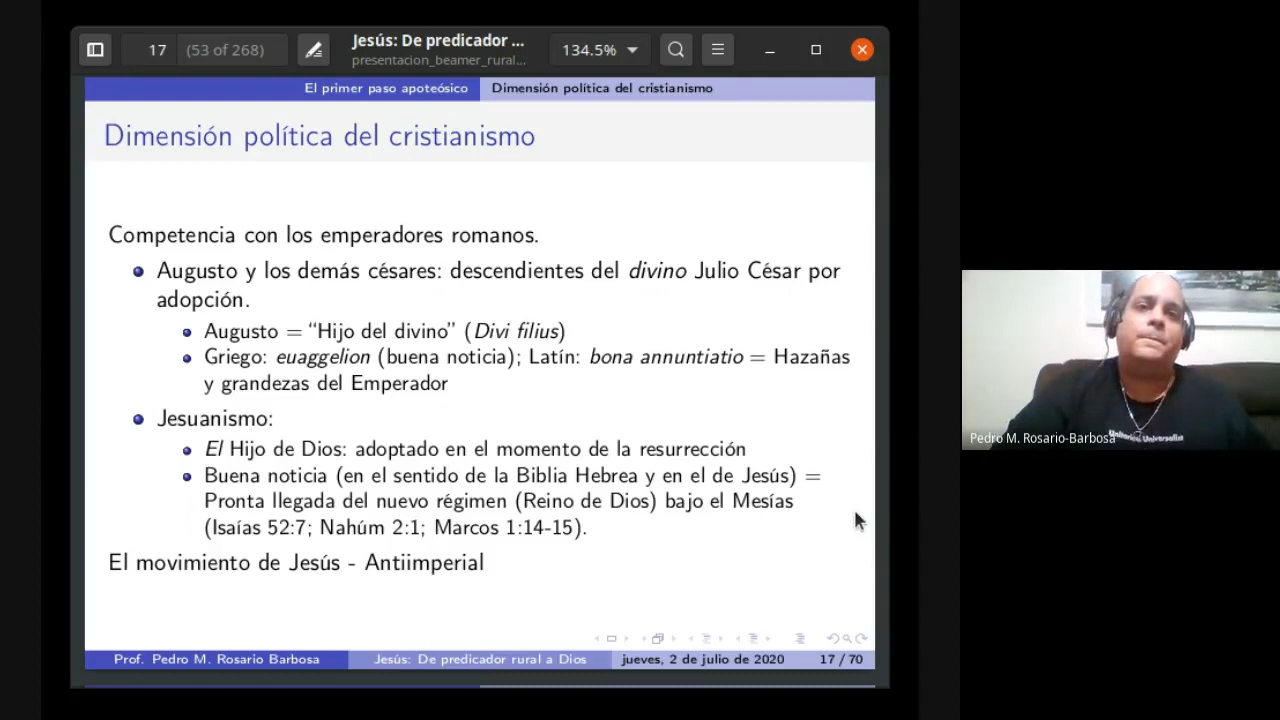 17 (53 of 268)
Jesús: De predicador ...
presentacion_beamer_rural...
134.5%
El primer paso apoteósico
Dimensión política del cristianismo
Dimensión política del cristianismo
Competencia con los emperadores romanos.
Augusto y los demás césares: descendientes del divino Julio César por
adopción.
Augusto = “Hijo del divino” (Divi filius)
Griego: euaggelion (buena noticia); Latín: bona annuntiatio = Hazañas
y grandezas del Emperador
Jesuanismo:
El Hijo de Dios: adoptado en el momento de la resurrección
Buena noticia (en el sentido de la Biblia Hebrea y en el de Jesús) =
Pronta llegada del nuevo régimen (Reino de Dios) bajo el Mesías
(Isaías 52:7; Nahúm 2:1; Marcos 1:14-15).
El movimiento de Jesús - Antiimperial
Prof. Pedro M. Rosario Barbosa
Jesús: De predicador rural a Dios
jueves, 2 de julio de 2020
17 / 70
Unitarian Universalist
Pedro M. Rosario-Barbosa